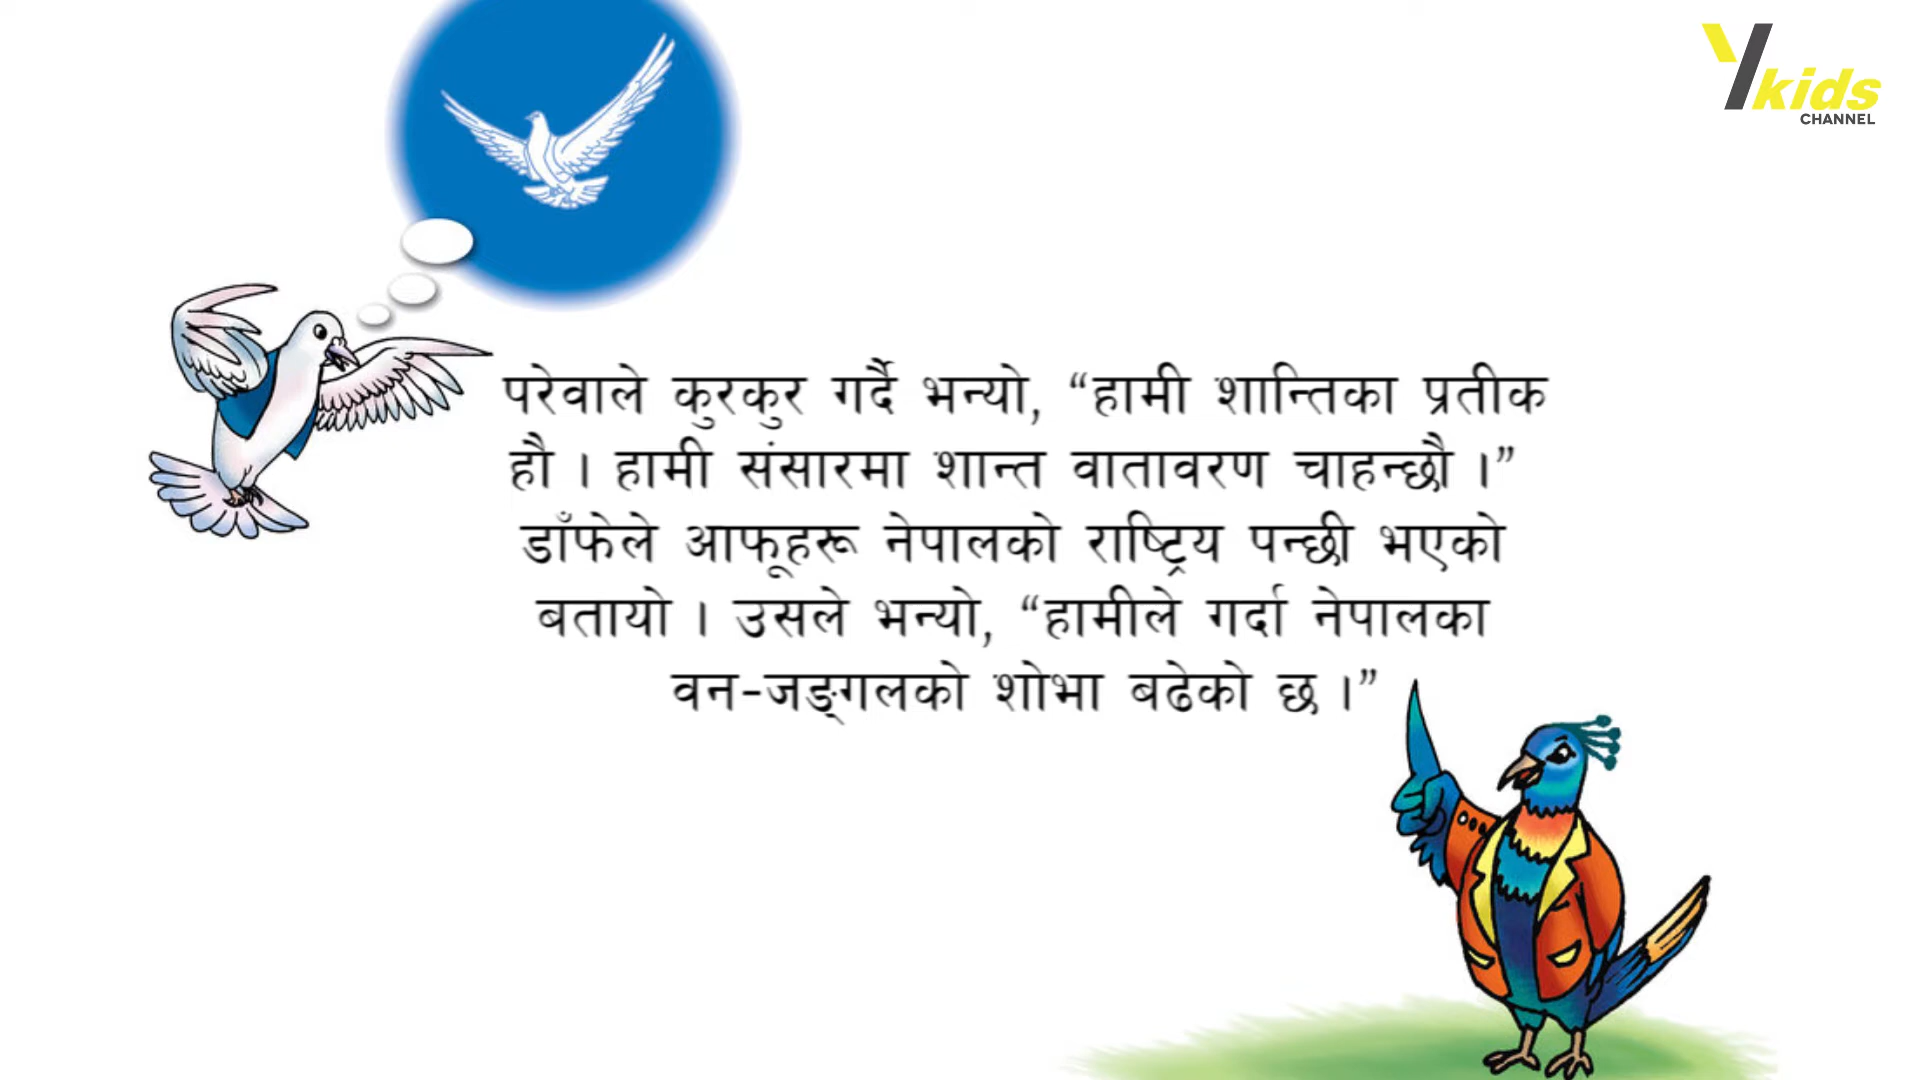 Ykids
CHANNEL
परेवाले कुरकुर गर्दै भन्यो, “हामी शान्तिका प्रतीक
हौ । हामी संसारमा शान्त वातावरण चाहन्छौ ।”
डाँफेले आफूहरू नेपालको राष्ट्रिय पन्छी भएको
बतायो । उसले भन्यो, “हामीले गर्दा नेपालका
वन-जङ्गलको शोभा बढेको छ ।”